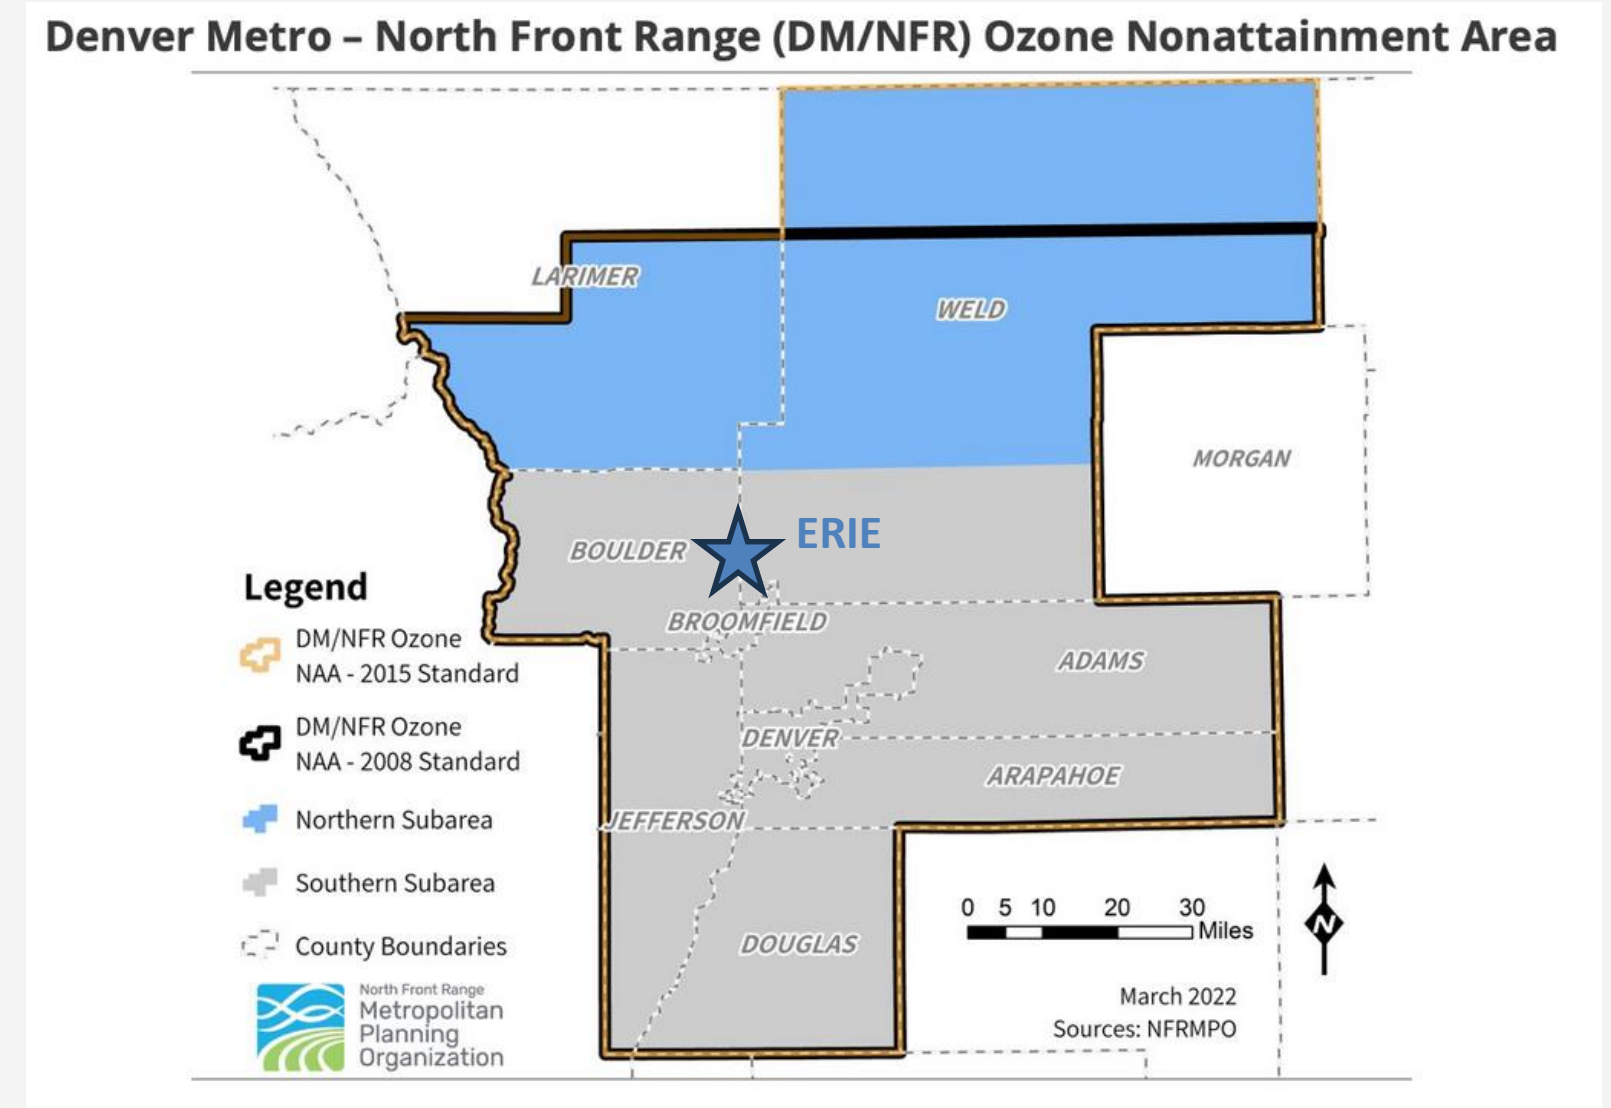 Denver Metro – North Front Range (DM/NFR) Ozone Nonattainment Area
LARIMER
WELD
MORGAN
BOULDER
ERIE
BROOMFIELD
ADAMS
DENVER
ARAPAHOE
JEFFERSON
DOUGLAS
Legend
DM/NFR Ozone
NAA - 2015 Standard
DM/NFR Ozone
NAA - 2008 Standard
Northern Subarea
Southern Subarea
County Boundaries
North Front Range
Metropolitan
Planning
Organization
0 5 10 20 30
Miles
N
March 2022
Sources: NFRMPO